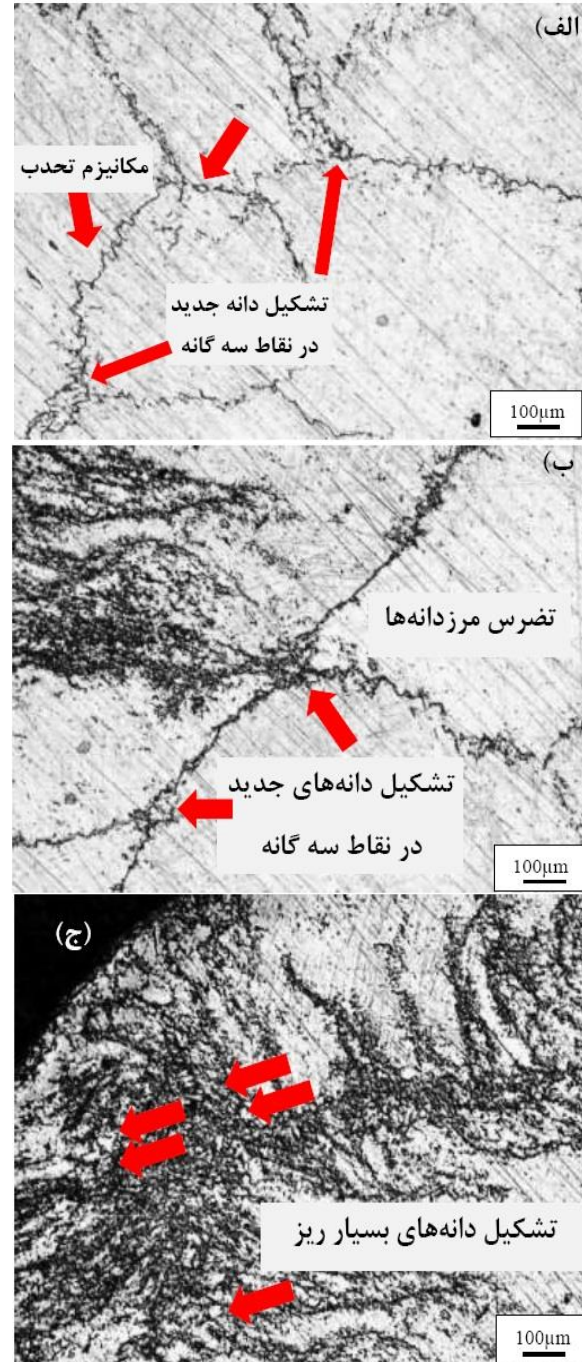 الف)
مکانیزم تحدب
تشکیل دانه جدید
در نقاط سه گانه
100µm
ب)
تضرس مرزدانه‌ها
تشکیل دانه‌های جدید
در نقاط سه گانه
100µm
(ج)
تشکیل دانه‌های بسیار ریز
100µm